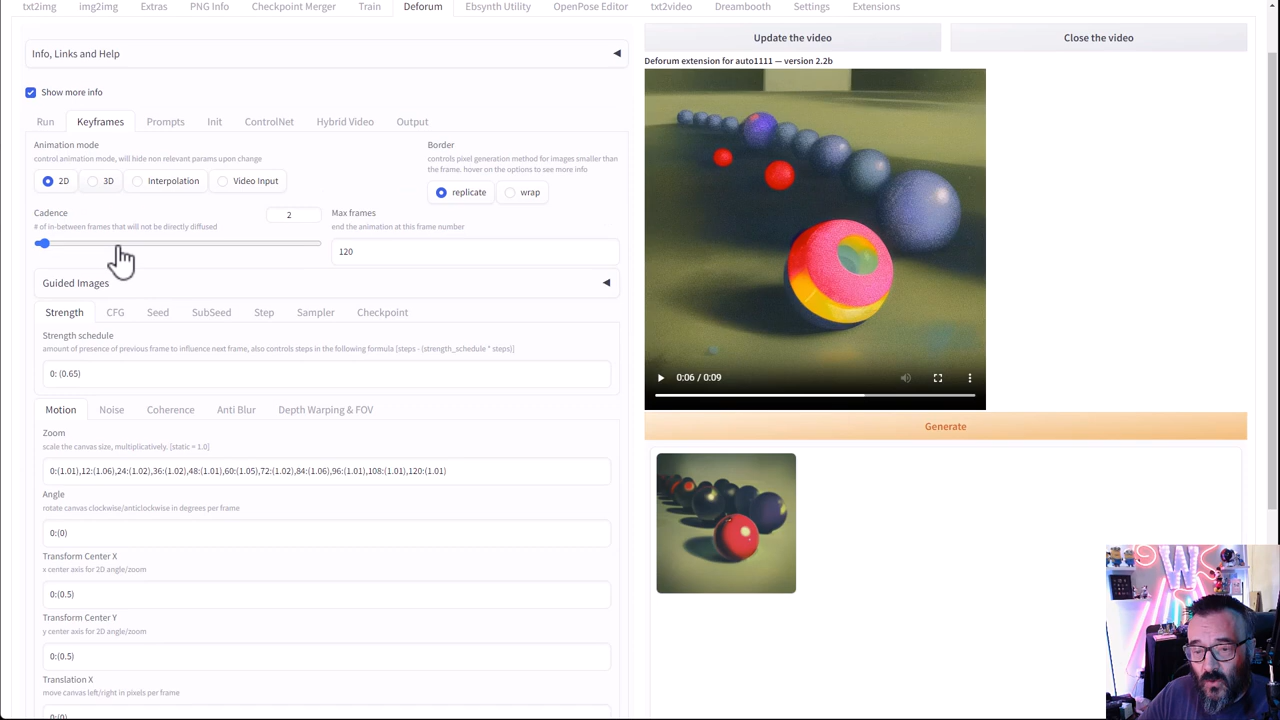 txt2img img2img Extras PNG Info Checkpoint Merger Train Deforum Ebsynth Utility OpenPose Editor txt2video Dreambooth Settings Extensions
Info, Links and Help
Show more info
Run Keyframes Prompts Init ControlNet Hybrid Video Output
Animation mode
control animation mode, will hide non relevant params upon change
2D 3D Interpolation Video Input
Border
controls pixel generation method for images smaller than
the frame. hover on the options to see more info
replicate wrap
Cadence
2
# of in-between frames that will not be directly diffused
Max frames
end the animation at this frame number
120
Guided Images
Strength CFG Seed SubSeed Step Sampler Checkpoint
Strength schedule
amount of presence of previous frame to influence next frame, also controls steps in the following formula [steps - (strength_schedule * steps)]
0: (0.65)
Motion Noise Coherence Anti Blur Depth Warping & FOV
Zoom
scale the canvas size, multiplicatively. [static = 1.0]
0:(1.01),12:(1.06),24:(1.02),36:(1.02),48:(1.01),60:(1.05),72:(1.02),84:(1.06),96:(1.01),108:(1.01),120:(1.01)
Angle
rotate canvas clockwise/anticlockwise in degrees per frame
0:(0)
Transform Center X
x center axis for 2D angle/zoom
0:(0.5)
Transform Center Y
y center axis for 2D angle/zoom
0:(0.5)
Translation X
move canvas left/right in pixels per frame
0:(0)
Update the video Close the video
Deforum extension for auto1111 — version 2.2b
0:06 / 0:09
Generate